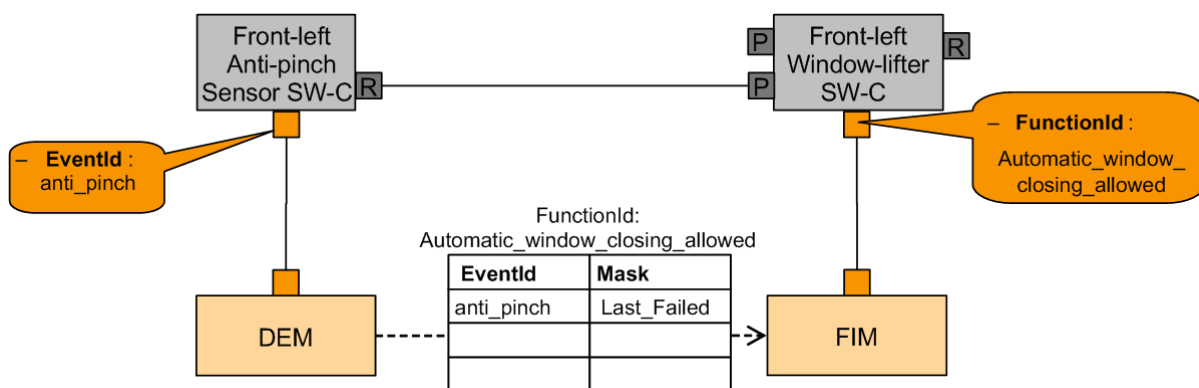 Front-left
Anti-pinch
Sensor SW-C
R
P
P
Front-left
Window-lifter
SW-C
R
– EventId :
anti_pinch
– FunctionId :
Automatic_window_
closing_allowed
FunctionId:
Automatic_window_closing_allowed
EventId Mask
anti_pinch Last_Failed
DEM
FIM